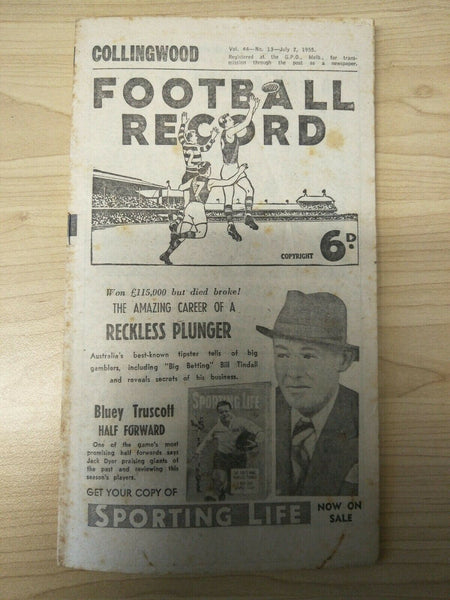 COLLINGWOOD
Vol. 44—No. 13—July 2, 1955.
Registered at the G.P.O., Melb., for trans-
mission through the post as a newspaper.
FOOTBALL
RECORD
COPYRIGHT 6D.
Won £115,000 but died broke!
THE AMAZING CAREER OF A
RECKLESS PLUNGER
Australia's best-known tipster tells of big
gamblers, including "Big Betting" Bill Tindall
and reveals secrets of his business.
Bluey Truscott
HALF FORWARD
One of the game's most
promising half forwards says
Jack Dyer praising giants of
the past and reviewing this
season's players.
SPORTING LIFE
GET YOUR COPY OF
SPORTING LIFE
NOW ON
SALE